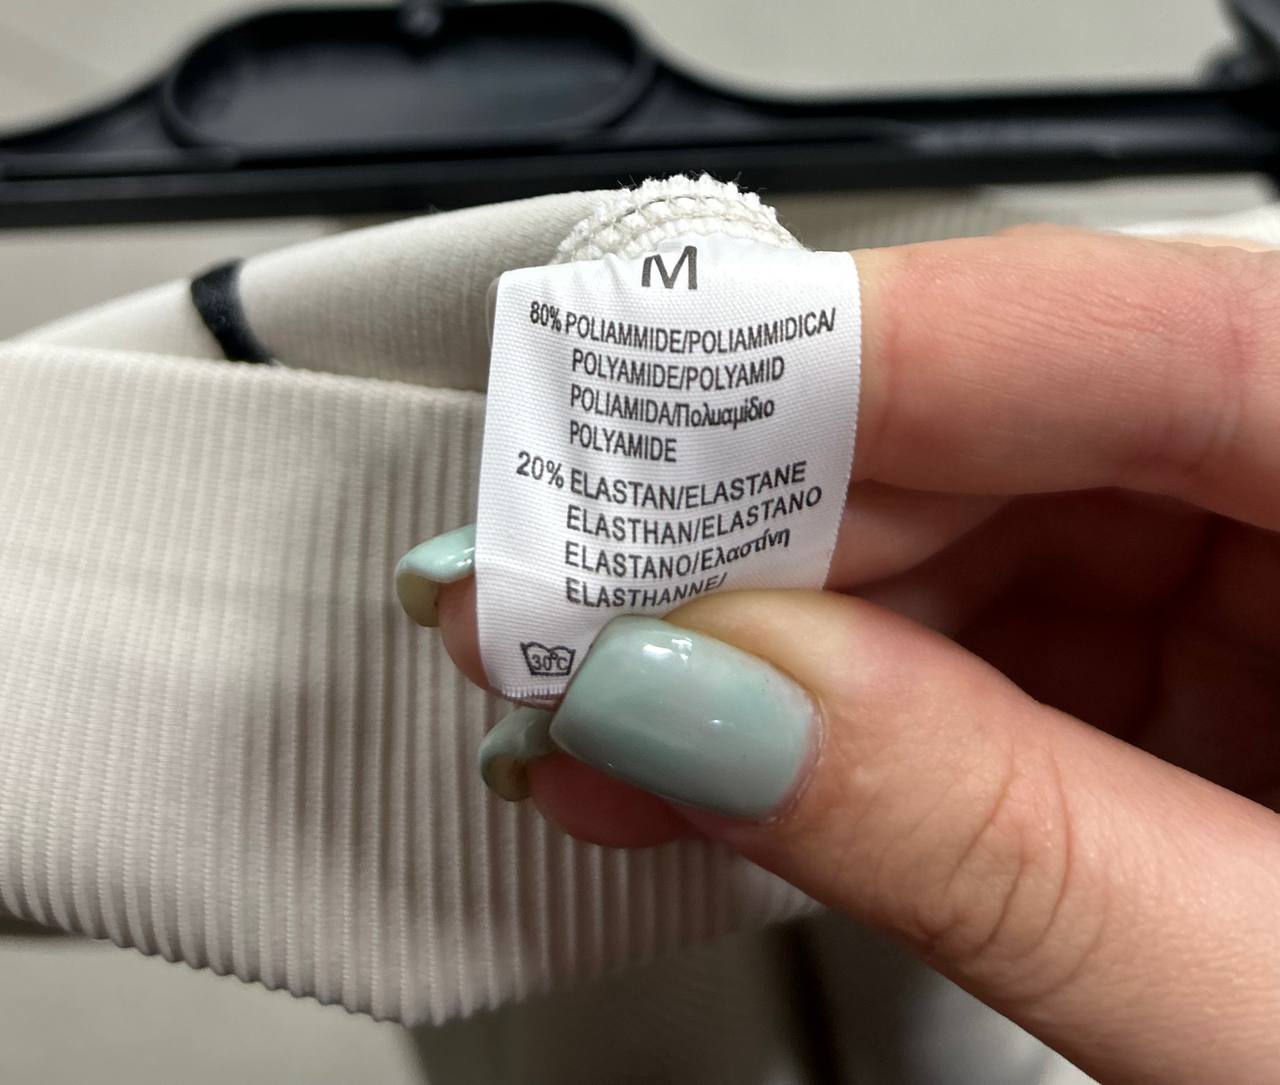 M
80% POLIAMMIDE/POLIAMMIDICA/
POLYAMIDE/POLYAMID
POLIAMIDA/Πολυαμίδιο
POLYAMIDE
20% ELASTAN/ELASTANE
ELASTHAN/ELASTANO
ELASTANO/Ελαστίνη
ELASTHANNE/
30°C